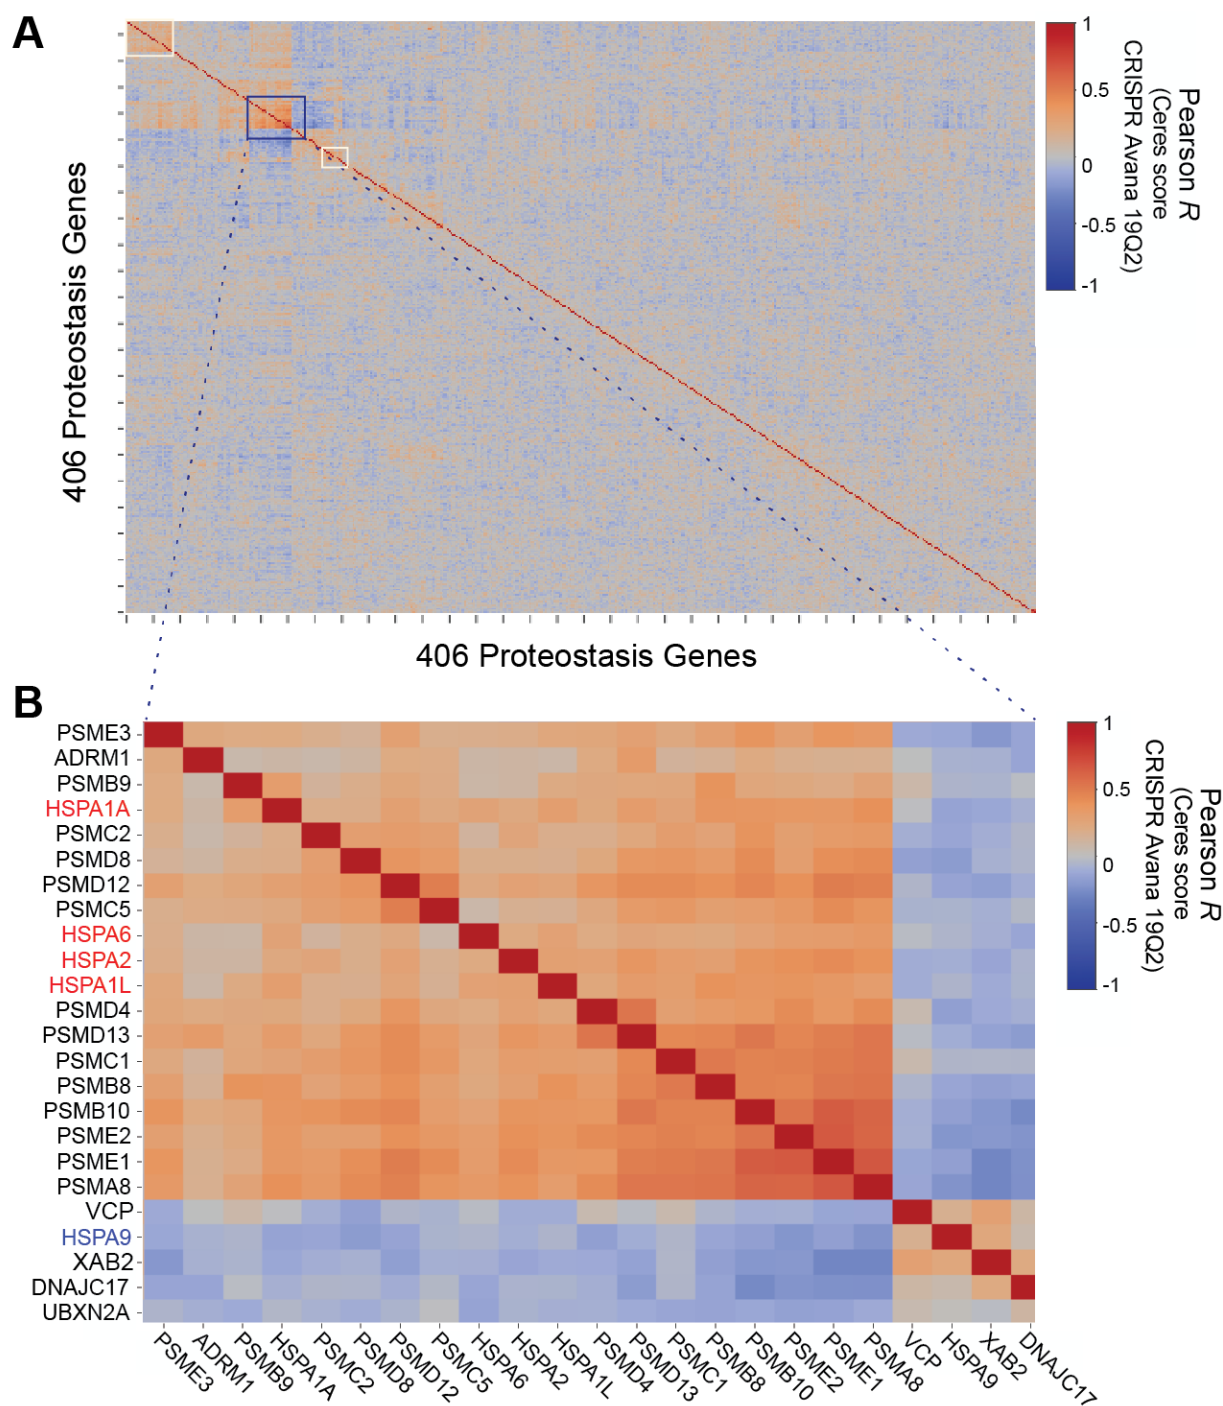 A
406 Proteostasis Genes
406 Proteostasis Genes
1
0.5
0
-0.5
-1
Pearson R
(Ceres score
CRISPR Avana 19Q2)
B
PSME3
ADRM1
PSMB9
HSPA1A
PSMC2
PSMD8
PSMD12
PSMC5
HSPA6
HSPA2
HSPA1L
PSMD4
PSMD13
PSMC1
PSMB8
PSMB10
PSME2
PSME1
PSMA8
VCP
HSPA9
XAB2
DNAJC17
UBXN2A
PSME3
ADRM1
PSMB9
HSPA1A
PSMC2
PSMD8
PSMD12
PSMC5
HSPA6
HSPA2
HSPA1L
PSMD4
PSMD13
PSMC1
PSMB8
PSMB10
PSME2
PSME1
PSMA8
VCP
HSPA9
XAB2
DNAJC17
1
0.5
0
-0.5
-1
Pearson R
(Ceres score
CRISPR Avana 19Q2)